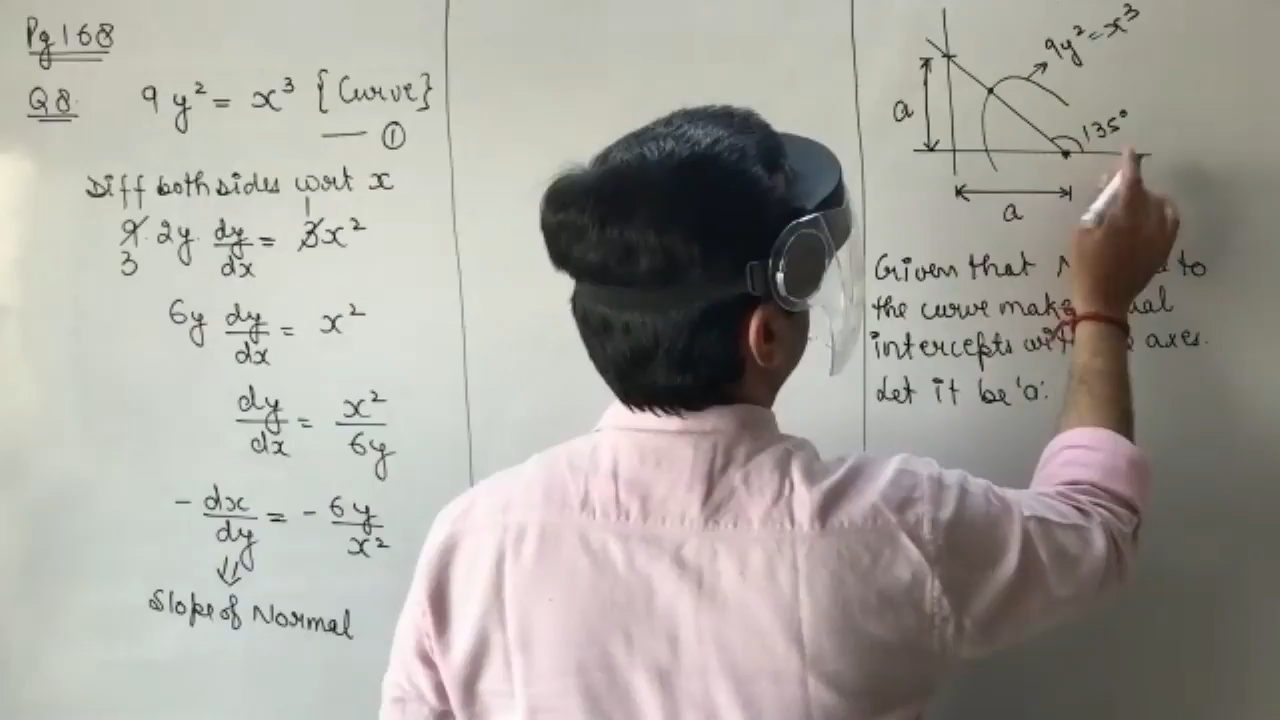 Pg 168
Q8. 9y² = x³ {Curve}
— ①
Diff both sides wrt x
9. 2y. dy/dx = 3x²
3
1
6y dy/dx = x²
dy/dx = x²/6y
- dx/dy = - 6y/x²
⇓
Slope of Normal
9y²=x³
a
135°
a
Given that to
the curve make
intercepts axes.
Let it be 'a'.